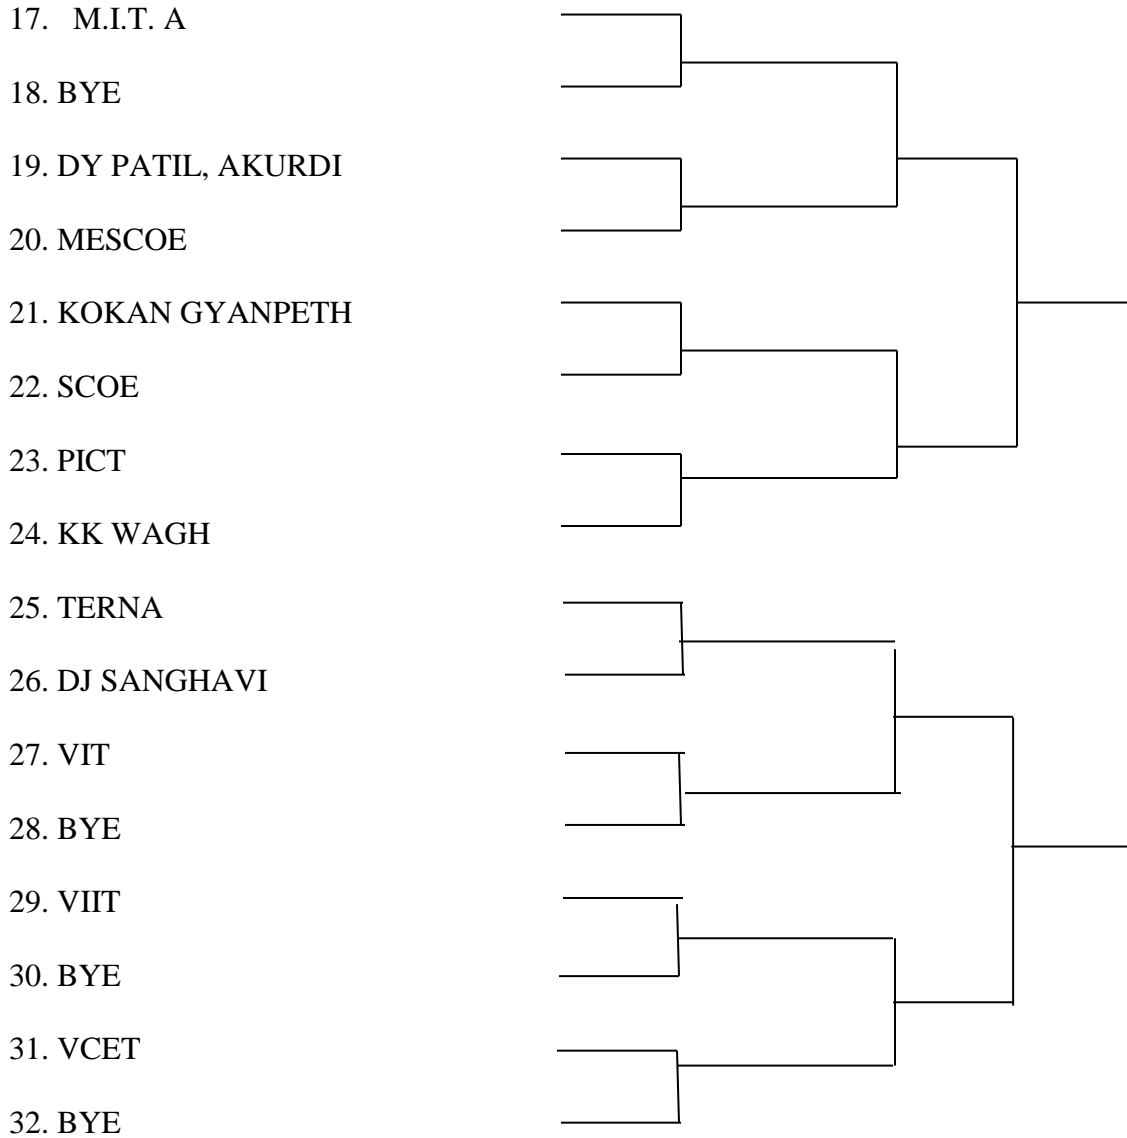 17. M.I.T. A
18. BYE
19. DY PATIL, AKURDI
20. MESCOE
21. KOKAN GYANPETH
22. SCOE
23. PICT
24. KK WAGH
25. TERNA
26. DJ SANGHAVI
27. VIT
28. BYE
29. VIIT
30. BYE
31. VCET
32. BYE